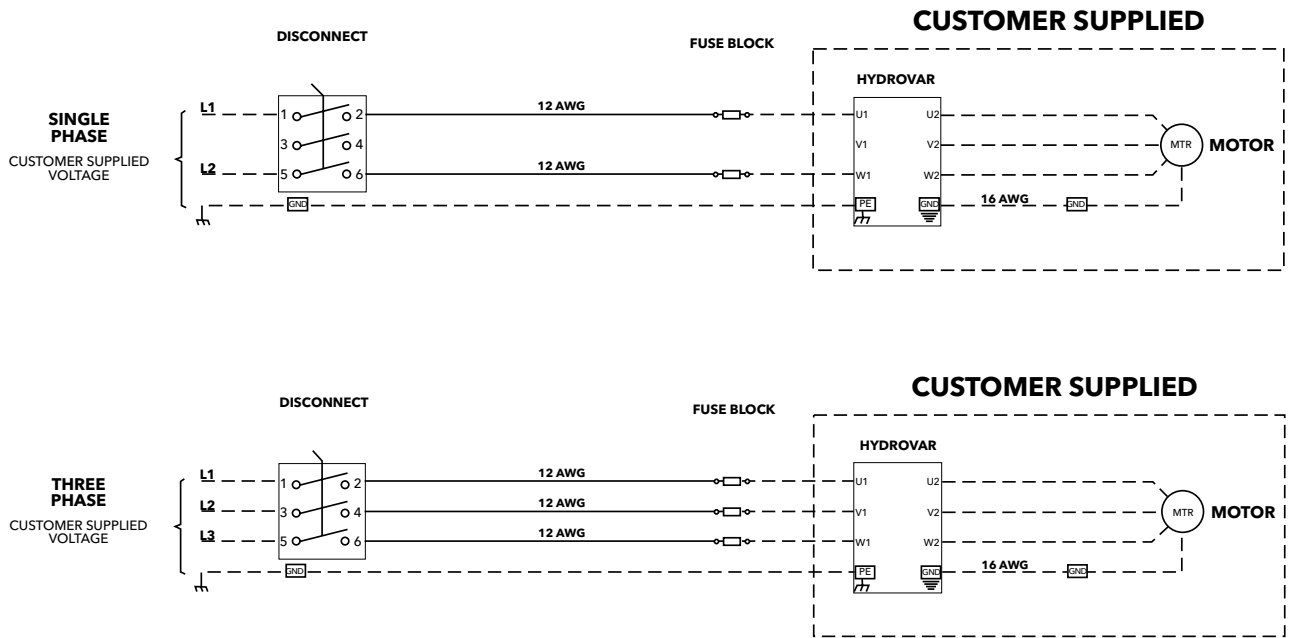 CUSTOMER SUPPLIED
DISCONNECT
FUSE BLOCK
HYDROVAR
SINGLE
PHASE
CUSTOMER SUPPLIED
VOLTAGE
L1
1
2
12 AWG
U1
U2
3
4
V1
V2
MTR
MOTOR
L2
5
6
12 AWG
W1
W2
GND
PE
GND
16 AWG
GND
CUSTOMER SUPPLIED
DISCONNECT
FUSE BLOCK
HYDROVAR
THREE
PHASE
CUSTOMER SUPPLIED
VOLTAGE
L1
1
2
12 AWG
U1
U2
L2
3
4
12 AWG
V1
V2
MTR
MOTOR
L3
5
6
12 AWG
W1
W2
GND
PE
GND
16 AWG
GND